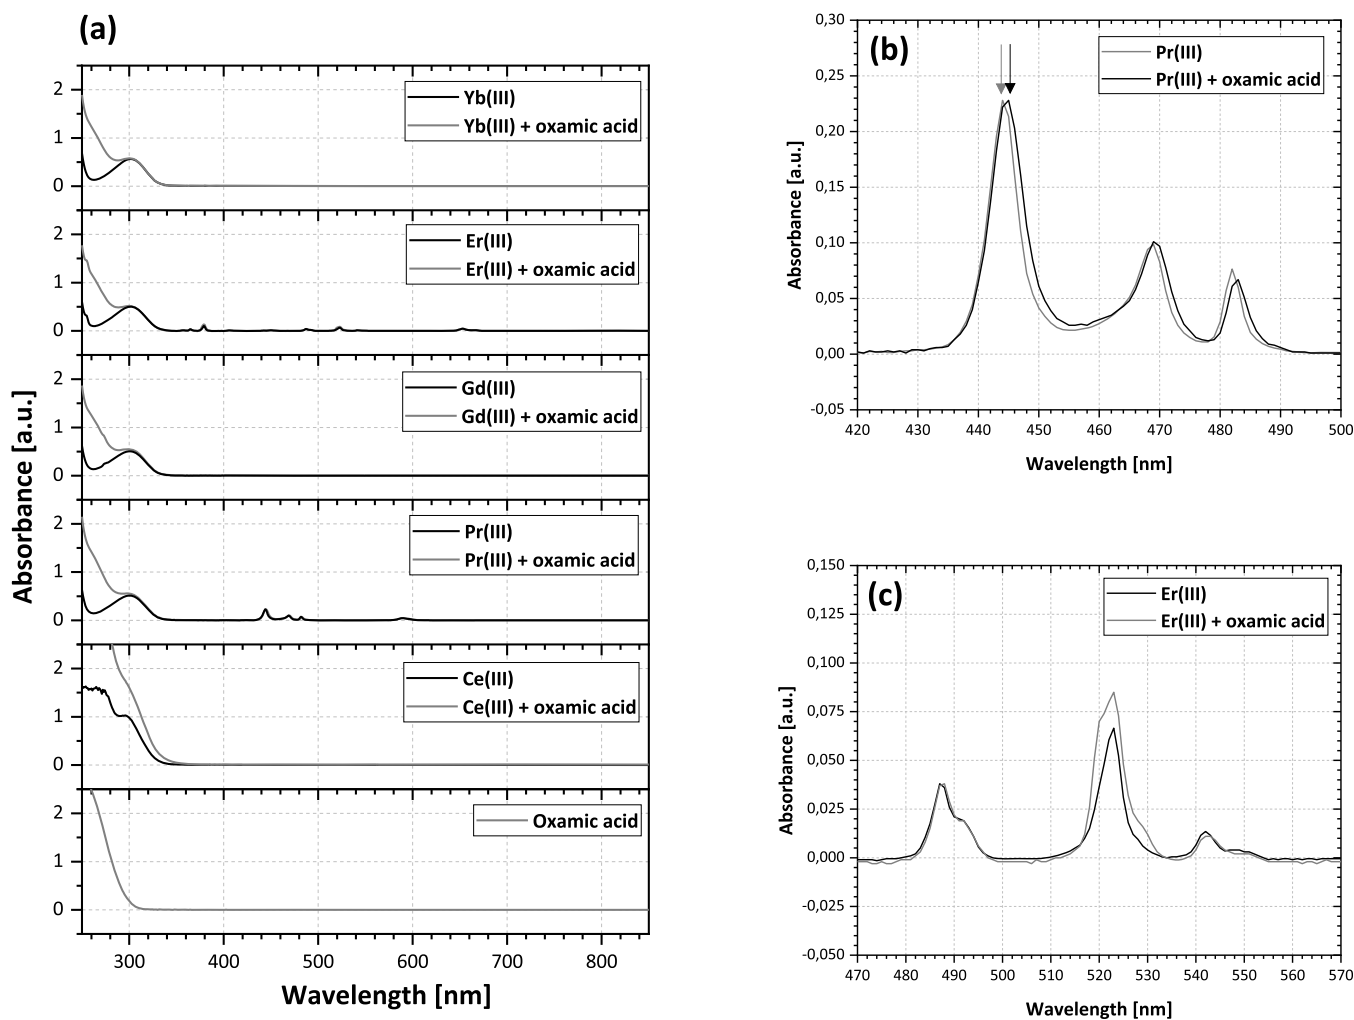 (a)
Absorbance [a.u.]
2
1
0
Yb(III)
Yb(III) + oxamic acid
2
1
0
Er(III)
Er(III) + oxamic acid
2
1
0
Gd(III)
Gd(III) + oxamic acid
2
1
0
Pr(III)
Pr(III) + oxamic acid
2
1
0
Ce(III)
Ce(III) + oxamic acid
2
1
0
Oxamic acid
300 400 500 600 700 800
Wavelength [nm]
(b)
Absorbance [a.u.]
0,30
0,25
0,20
0,15
0,10
0,05
0,00
-0,05
Pr(III)
Pr(III) + oxamic acid
420 430 440 450 460 470 480 490 500
Wavelength [nm]
(c)
Absorbance [a.u.]
0,150
0,125
0,100
0,075
0,050
0,025
0,000
-0,025
-0,050
Er(III)
Er(III) + oxamic acid
470 480 490 500 510 520 530 540 550 560 570
Wavelength [nm]